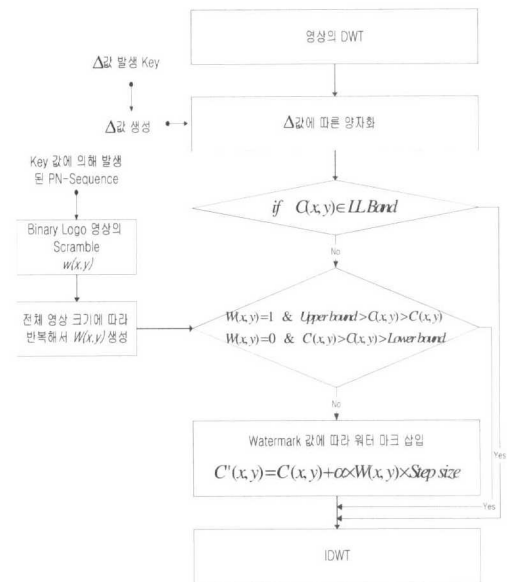 영상의 DWT
Δ값 발생 Key
Δ값 생성
Δ값에 따른 양자화
Key 값에 의해 발생
된 PN-Sequence
if C(x, y)∈LL Band
No
Binary Logo 영상의
Scramble
w(x.y)
전체 영상 크기에 따라
반복해서 W(x,y) 생성
W(x, y)=1 & Upper bound>C(x, y)>C'(x, y)
W(x, y)=0 & C'(x, y)>C(x, y)>Lower bound
No
Watermark 값에 따라 워터 마크 삽입
C'(x, y)=C'(x, y)+α×W(x, y)×Step size
Yes
Yes
IDWT